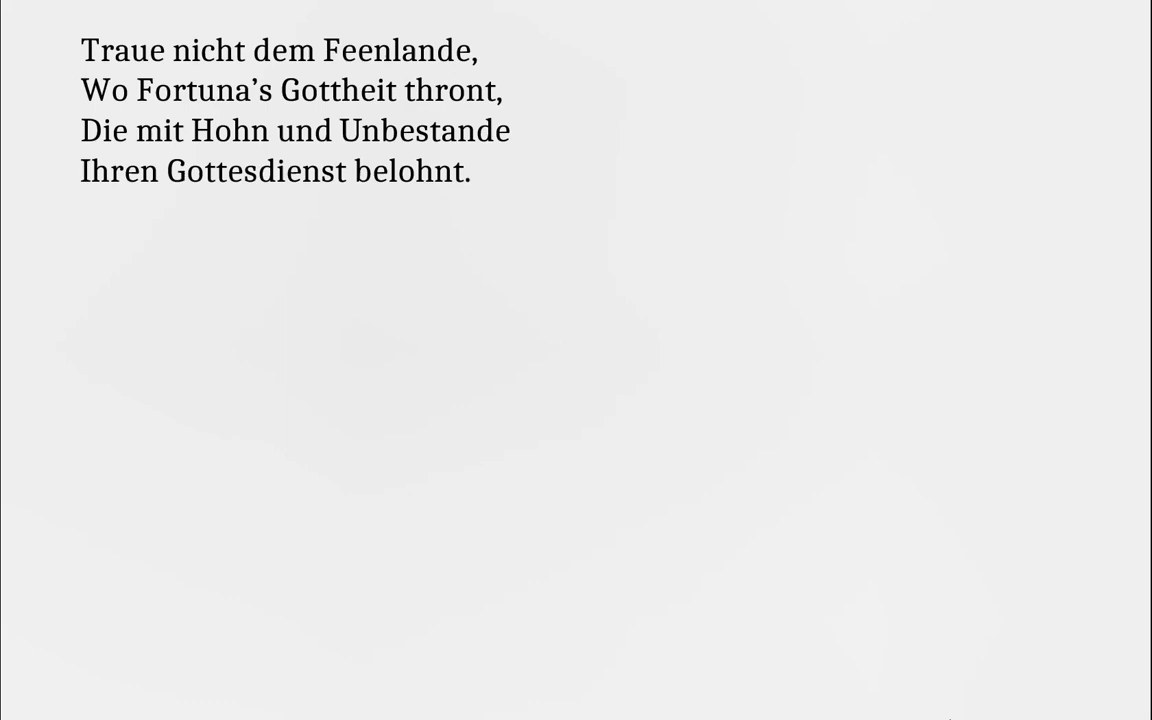 Traue nicht dem Feenlande,
Wo Fortuna’s Gottheit thront,
Die mit Hohn und Unbestande
Ihren Gottesdienst belohnt.